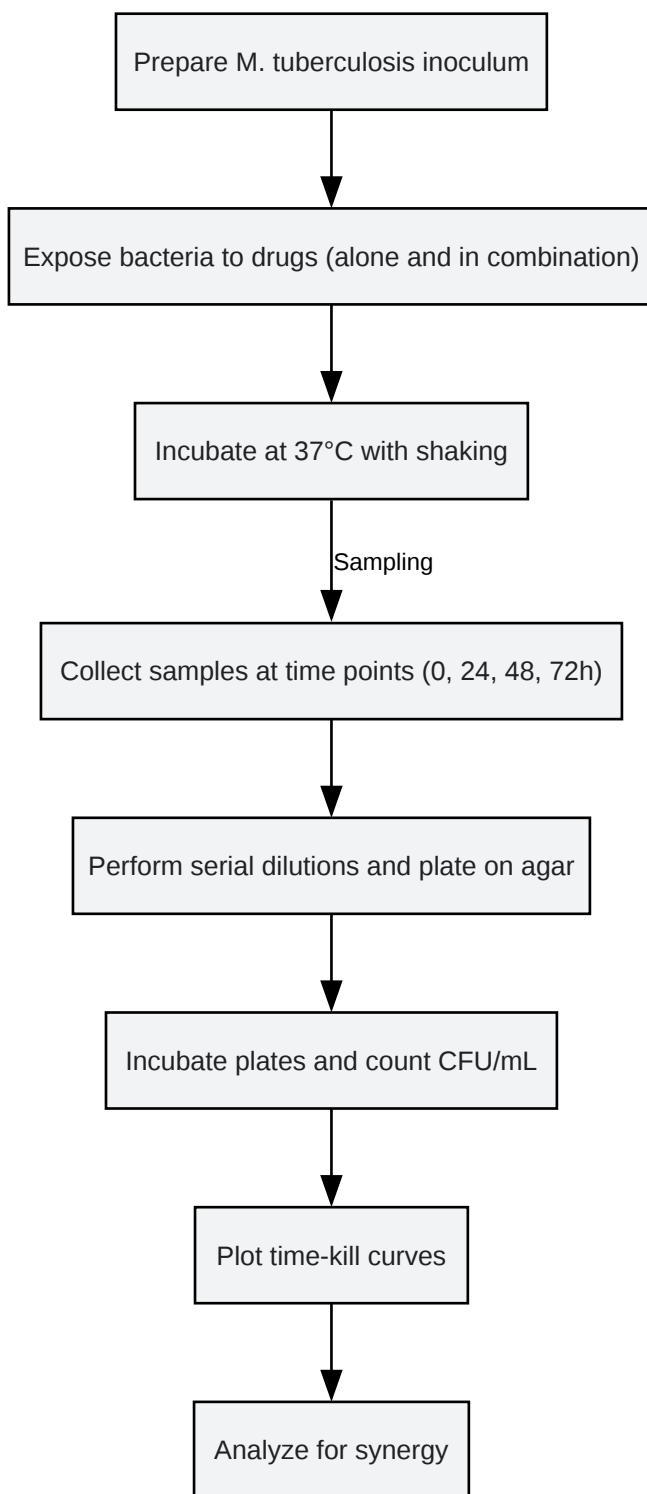 Prepare M. tuberculosis inoculum
Expose bacteria to drugs (alone and in combination)
Incubate at 37°C with shaking
Sampling
Collect samples at time points (0, 24, 48, 72h)
Perform serial dilutions and plate on agar
Incubate plates and count CFU/mL
Plot time-kill curves
Analyze for synergy